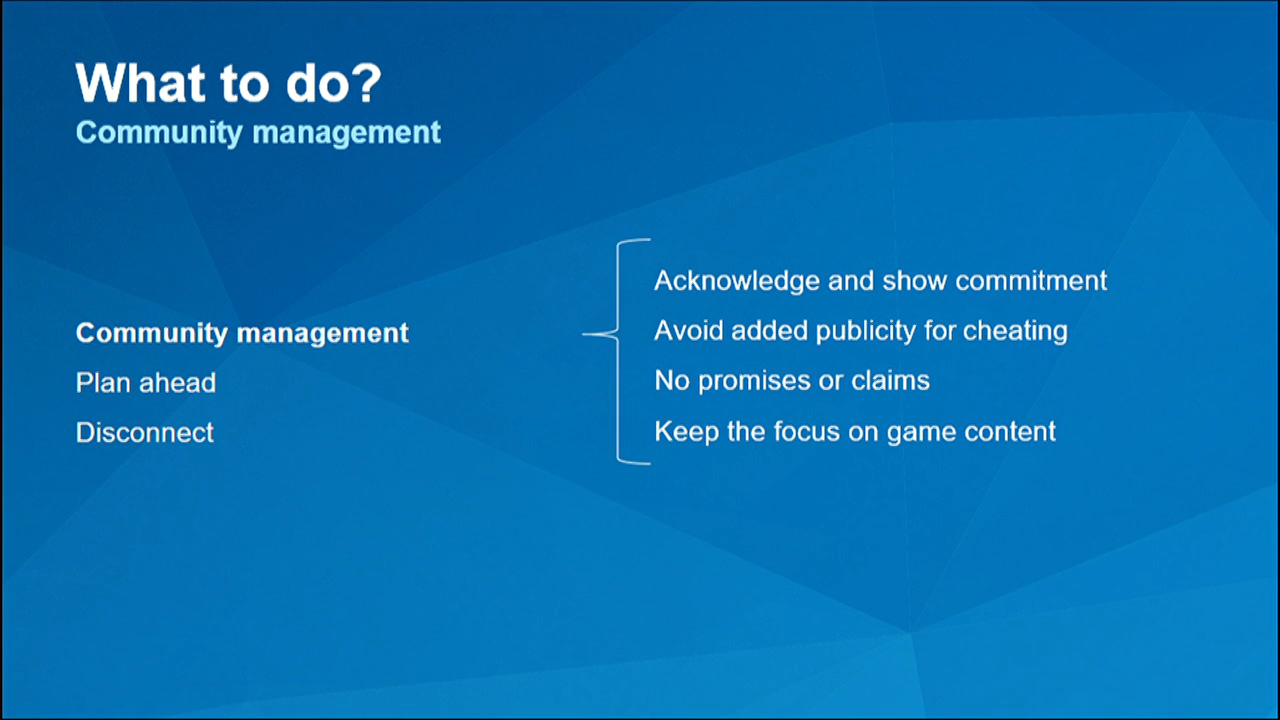 What to do?
Community management
Community management
Plan ahead
Disconnect
Acknowledge and show commitment
Avoid added publicity for cheating
No promises or claims
Keep the focus on game content